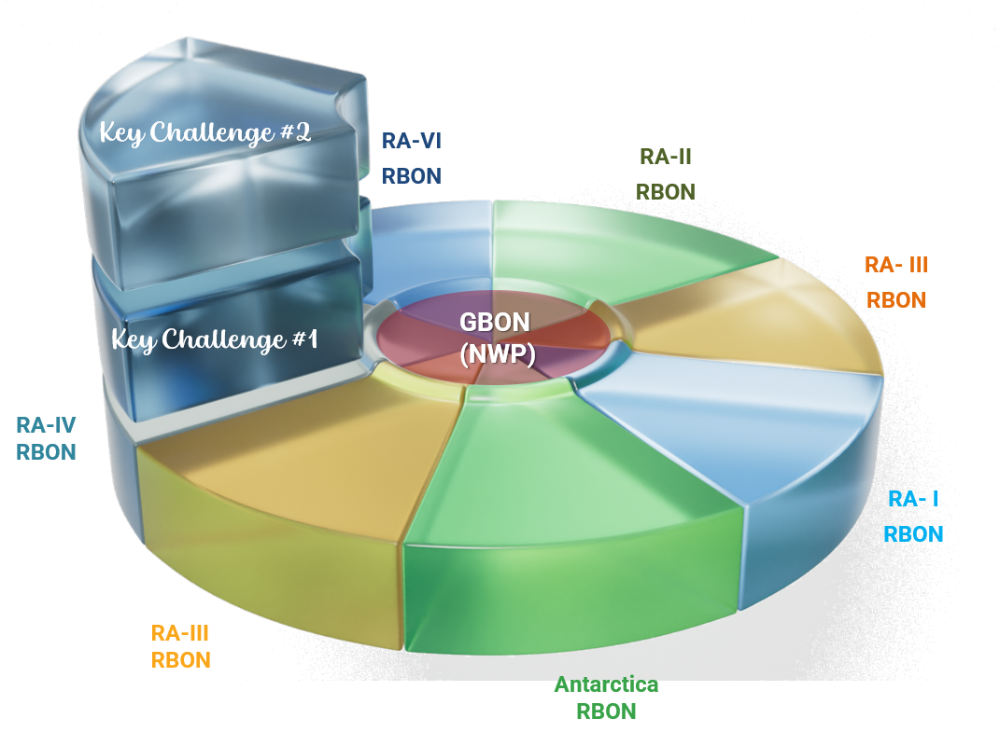 Key Challenge #2
RA-VI
RBON
RA-II
RBON
RA- III
RBON
GBON
(NWP)
Key Challenge #1
RA-IV
RBON
RA- I
RBON
RA-III
RBON
Antarctica
RBON